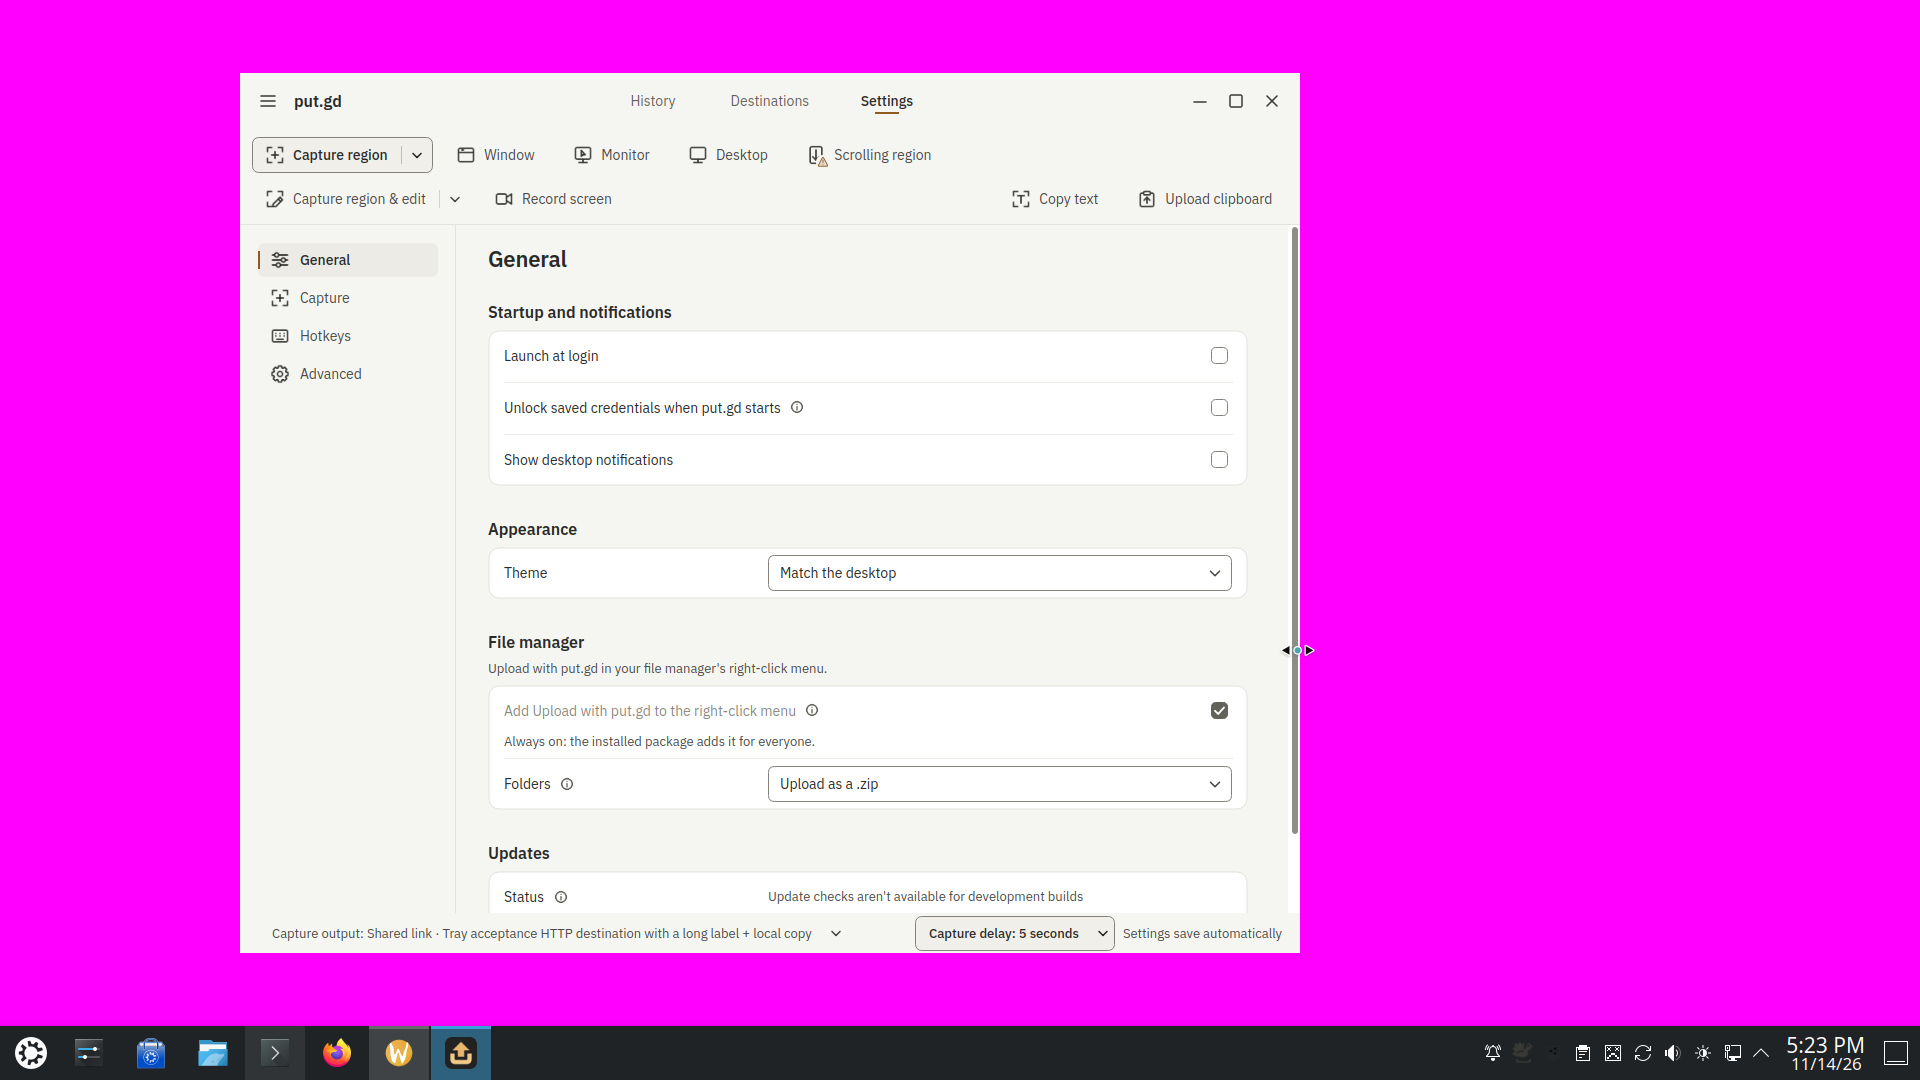 put.gd
History Destinations Settings
Capture region Window Monitor Desktop Scrolling region
Capture region & edit Record screen Copy text Upload clipboard
General
Capture
Hotkeys
Advanced
General
Startup and notifications
Launch at login
Unlock saved credentials when put.gd starts
Show desktop notifications
Appearance
Theme Match the desktop
File manager
Upload with put.gd in your file manager's right-click menu.
Add Upload with put.gd to the right-click menu
Always on: the installed package adds it for everyone.
Folders Upload as a .zip
Updates
Status Update checks aren't available for development builds
Capture output: Shared link · Tray acceptance HTTP destination with a long label + local copy Capture delay: 5 seconds Settings save automatically
W
5:23 PM
11/14/26